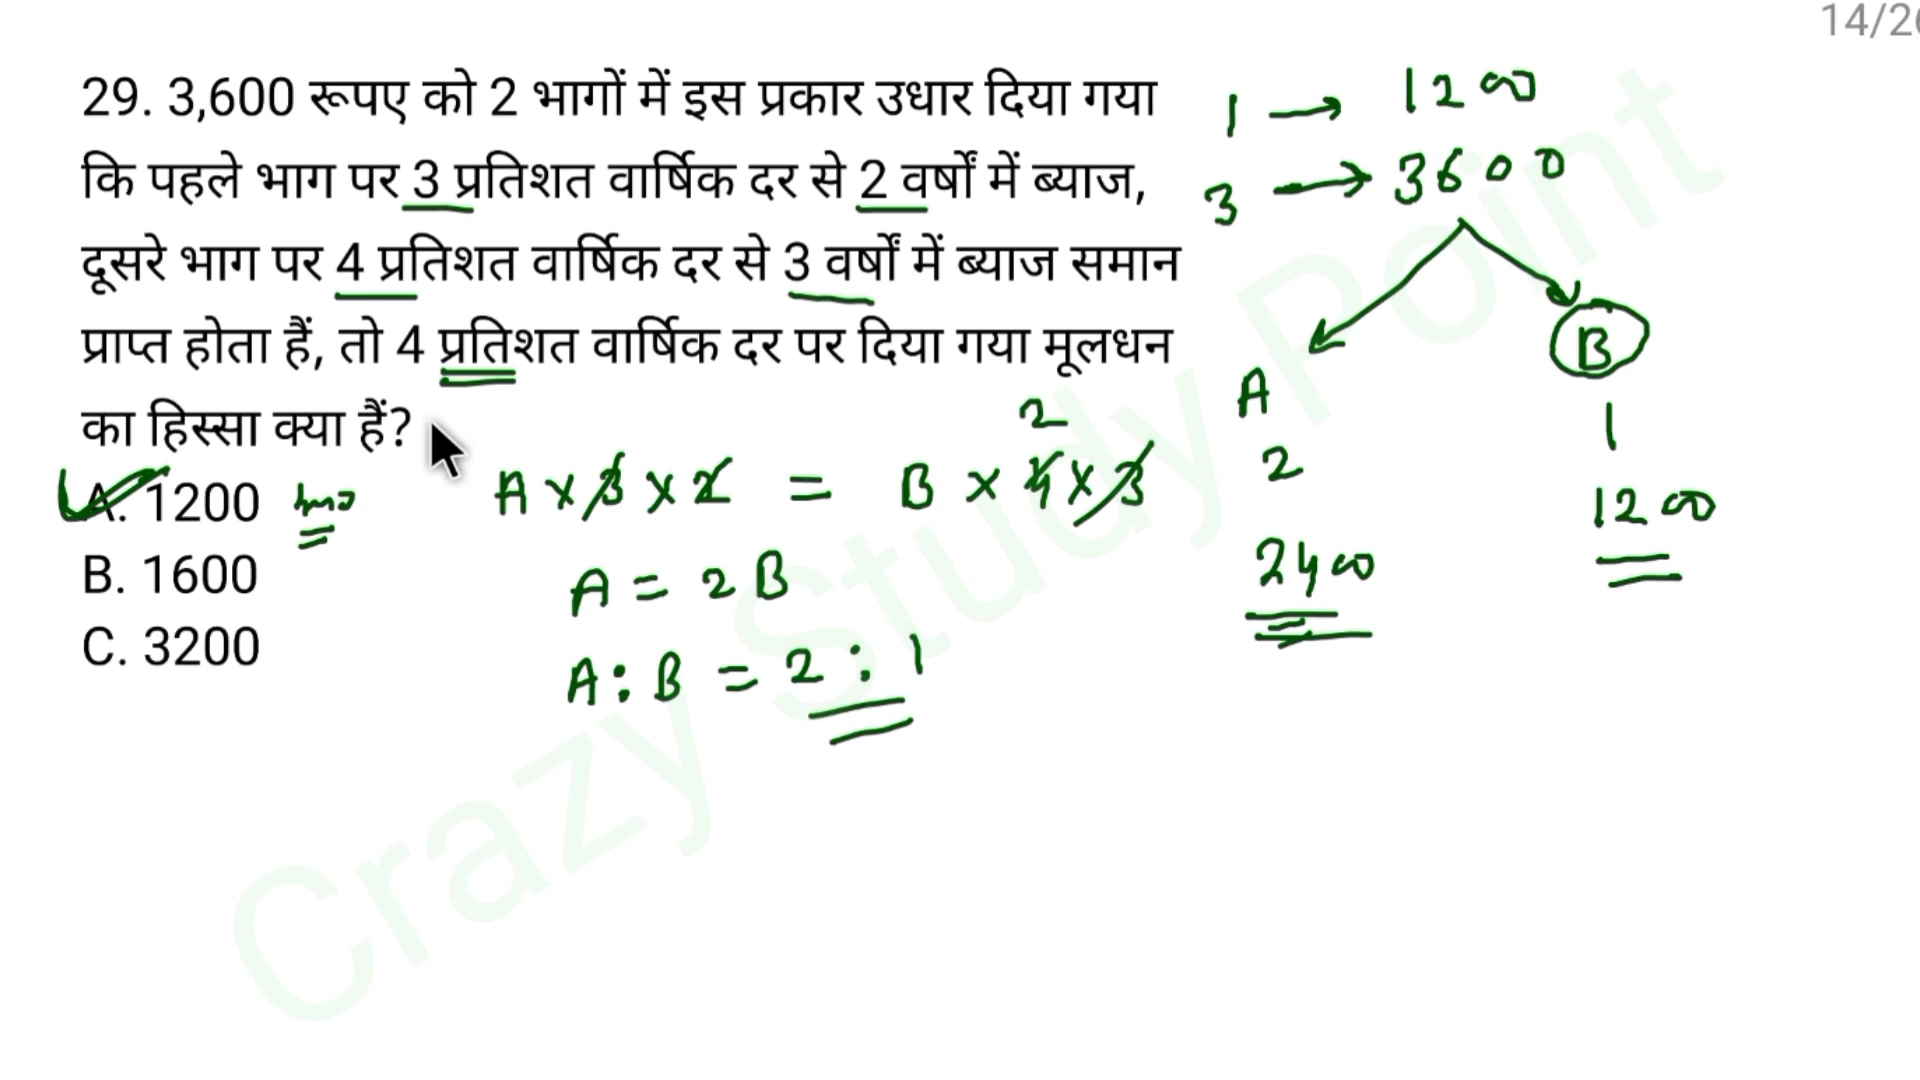 14/20
29. 3,600 रूपए को 2 भागों में इस प्रकार उधार दिया गया
कि पहले भाग पर 3 प्रतिशत वार्षिक दर से 2 वर्षों में ब्याज,
दूसरे भाग पर 4 प्रतिशत वार्षिक दर से 3 वर्षों में ब्याज समान
प्राप्त होता हैं, तो 4 प्रतिशत वार्षिक दर पर दिया गया मूलधन
का हिस्सा क्या हैं?
A. 1200 Ans
B. 1600
C. 3200
2
A × 3 × 2 = B × 4 × 3
A = 2B
A : B = 2 : 1
1 → 1200
3 → 3600
A B
2 1
2400 1200
Crazy Study Point